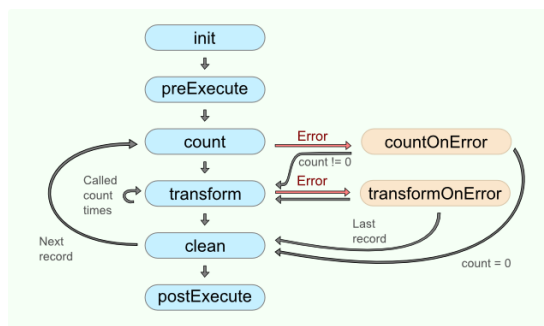 init
preExecute
count
Error
countOnError
count != 0
Called
count
times
transform
Error
transformOnError
Next
record
clean
Last
record
count = 0
postExecute